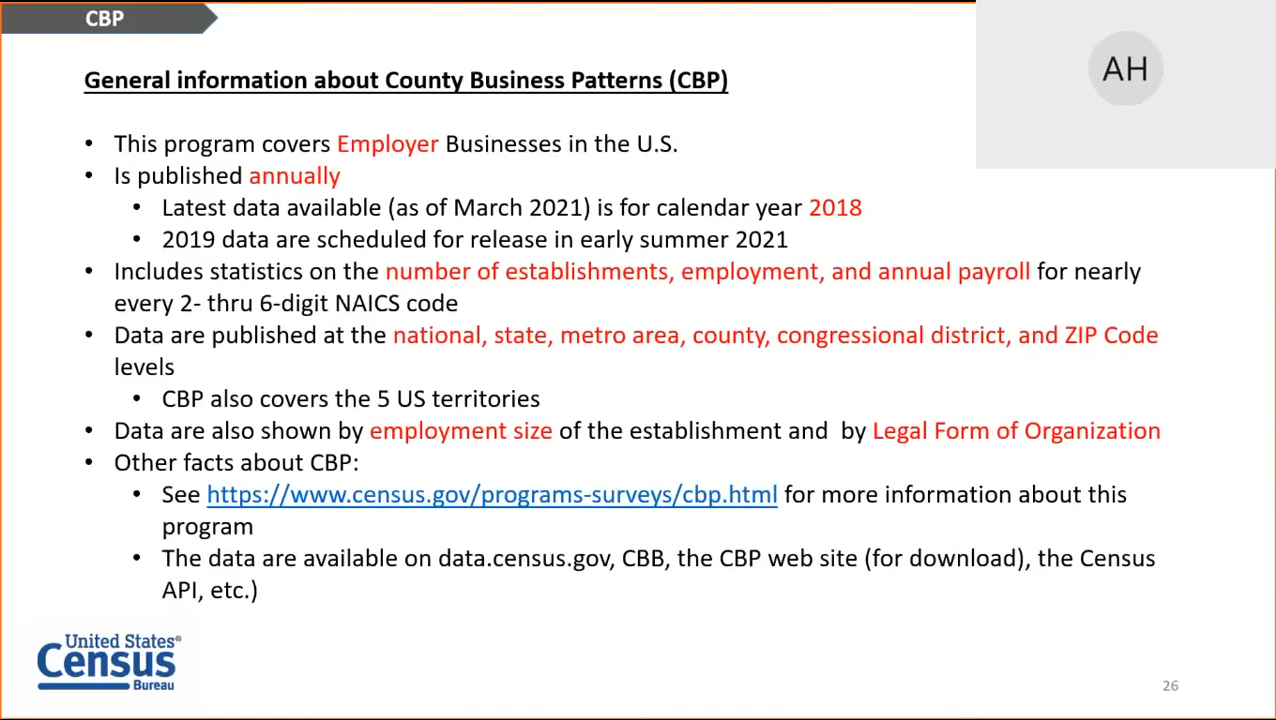 CBP
AH
General information about County Business Patterns (CBP)
• This program covers Employer Businesses in the U.S.
• Is published annually
• Latest data available (as of March 2021) is for calendar year 2018
• 2019 data are scheduled for release in early summer 2021
• Includes statistics on the number of establishments, employment, and annual payroll for nearly
every 2- thru 6-digit NAICS code
• Data are published at the national, state, metro area, county, congressional district, and ZIP Code
levels
• CBP also covers the 5 US territories
• Data are also shown by employment size of the establishment and  by Legal Form of Organization
• Other facts about CBP:
• See https://www.census.gov/programs-surveys/cbp.html for more information about this
program
• The data are available on data.census.gov, CBB, the CBP web site (for download), the Census
API, etc.)
United States®
Census
Bureau
26